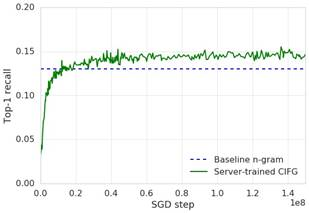 0.20
0.15
0.10
0.05
0.00
Top-1 recall
Baseline n-gram
Server-trained CIFG
0.0 0.2 0.4 0.6 0.8 1.0 1.2 1.4
1e8
SGD step